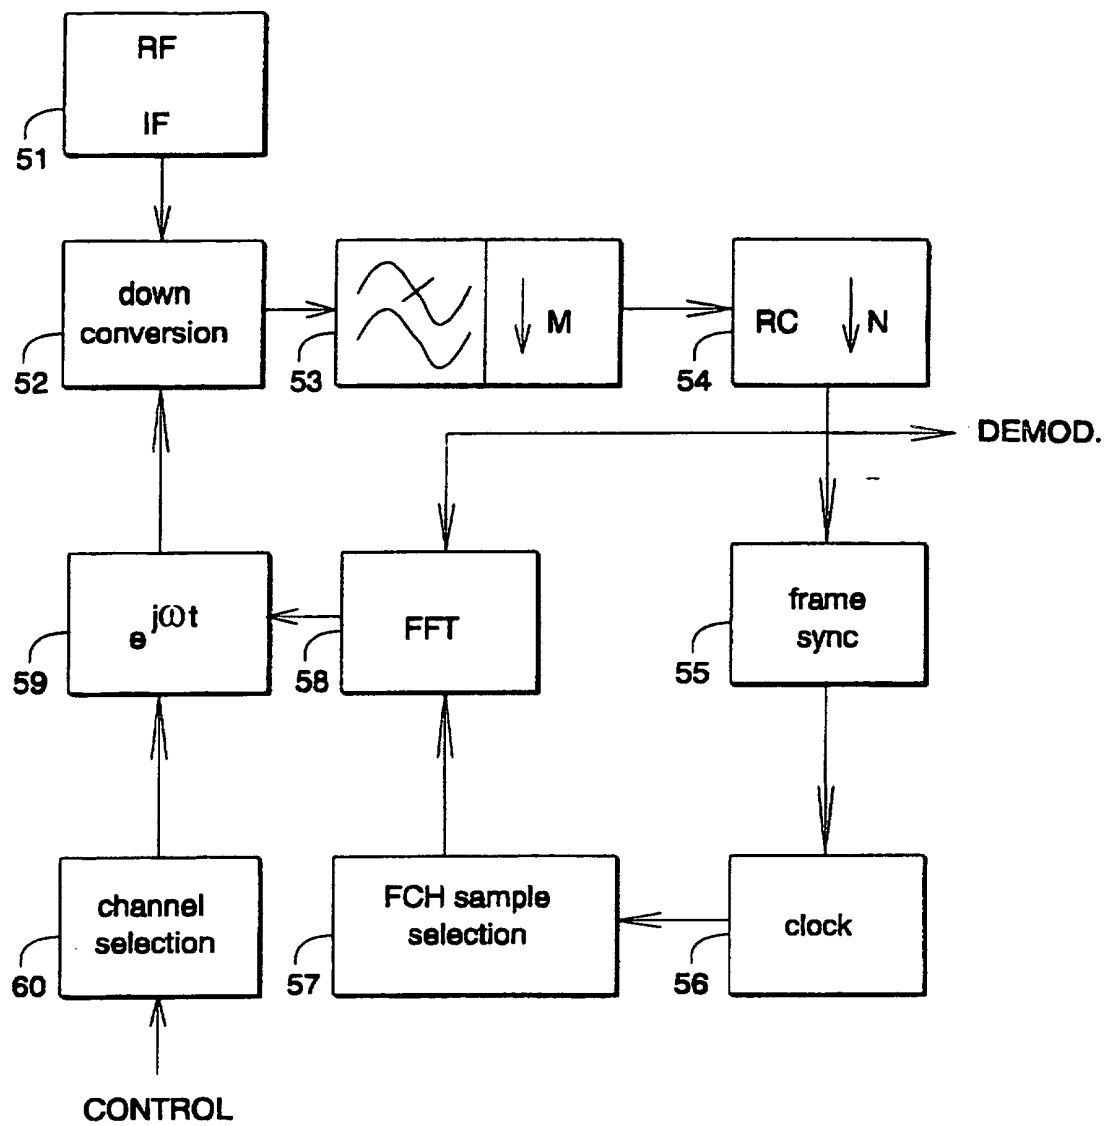 RF
IF
51
down
conversion
52
53
M
RC
N
54
DEMOD.
e^jωt
59
FFT
58
frame
sync
55
channel
selection
60
FCH sample
selection
57
clock
56
CONTROL